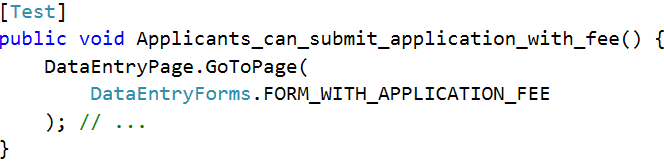 [Test]
public void Applicants_can_submit_application_with_fee() {
    DataEntryPage.GoToPage(
        DataEntryForms.FORM_WITH_APPLICATION_FEE
    ); // ...
}